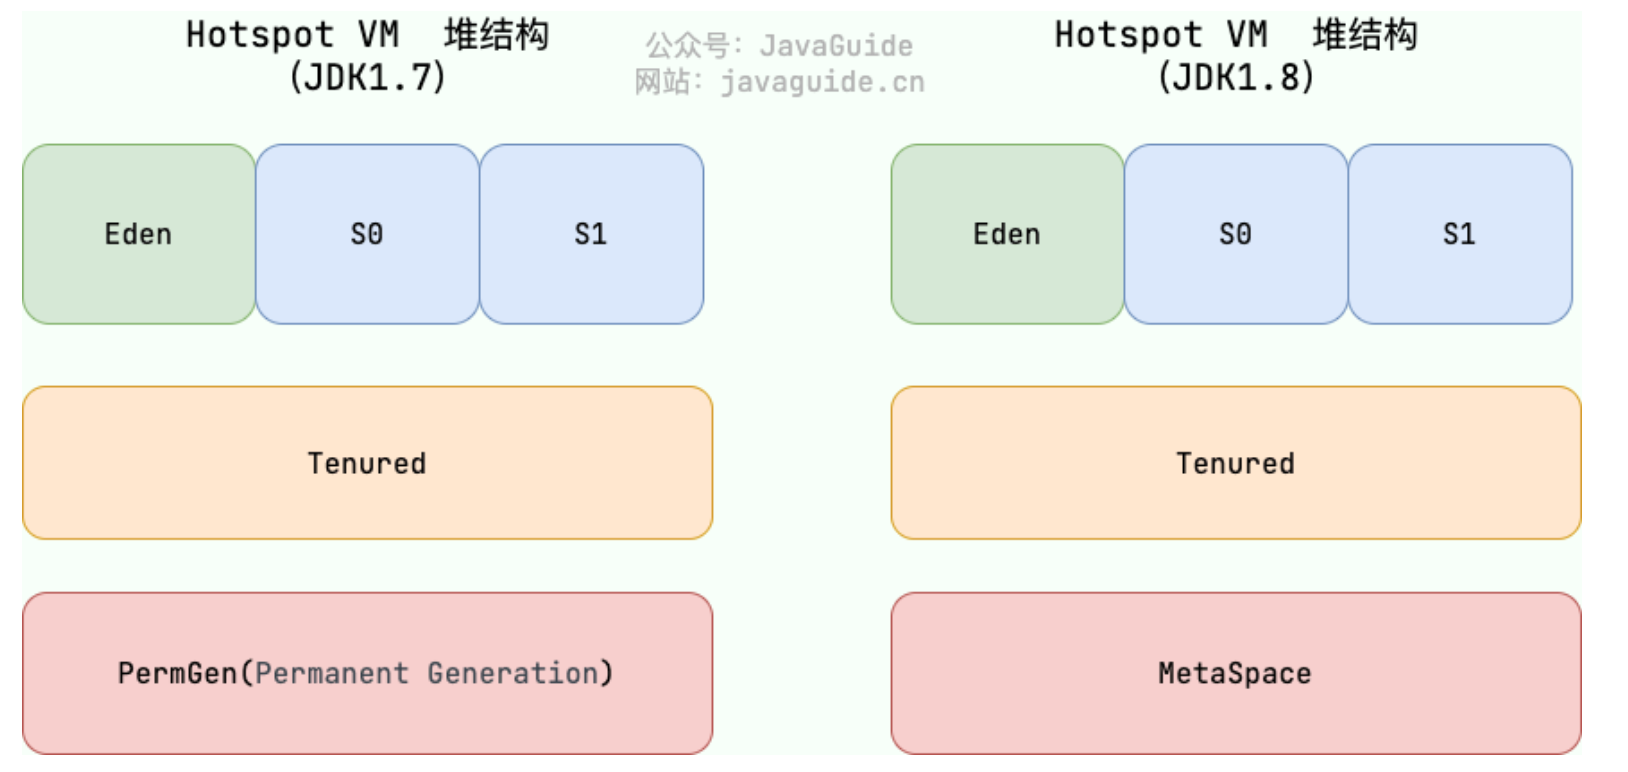 Hotspot VM 堆结构
(JDK1.7)
公众号：JavaGuide
网站：javaguide.cn
Hotspot VM 堆结构
(JDK1.8)
Eden
S0
S1
Eden
S0
S1
Tenured
Tenured
PermGen(Permanent Generation)
MetaSpace